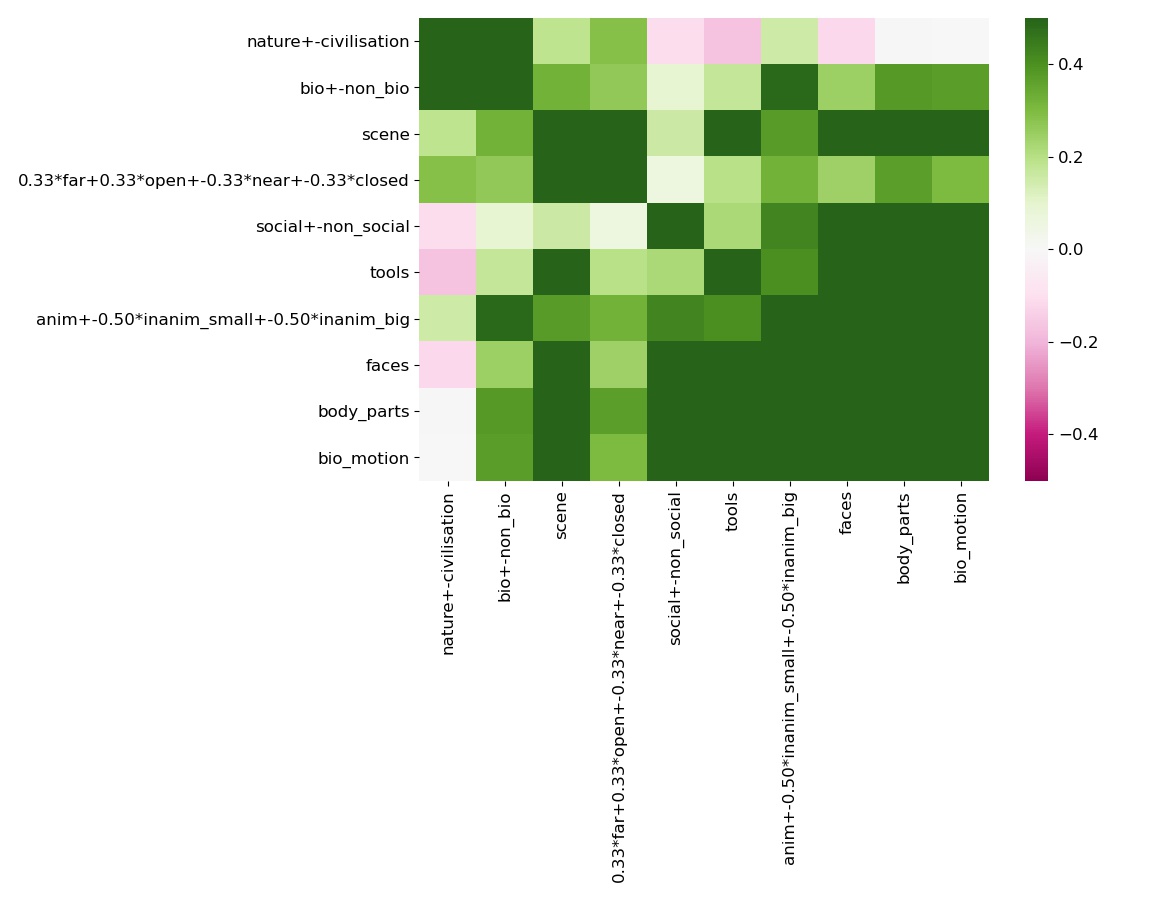 nature+-civilisation
bio+-non_bio
scene
0.33*far+0.33*open+-0.33*near+-0.33*closed
social+-non_social
tools
anim+-0.50*inanim_small+-0.50*inanim_big
faces
body_parts
bio_motion
nature+-civilisation
bio+-non_bio
scene
0.33*far+0.33*open+-0.33*near+-0.33*closed
social+-non_social
tools
anim+-0.50*inanim_small+-0.50*inanim_big
faces
body_parts
bio_motion
0.4
0.2
0.0
−0.2
−0.4